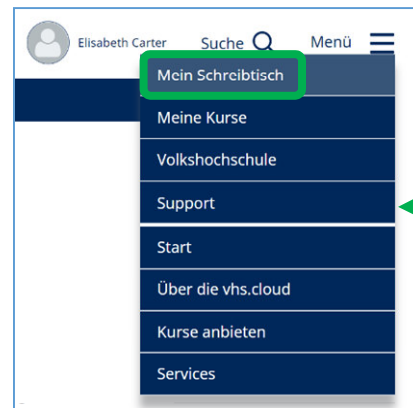 Elisabeth Carter Suche Menü
Mein Schreibtisch
Meine Kurse
Volkshochschule
Support
Start
Über die vhs.cloud
Kurse anbieten
Services